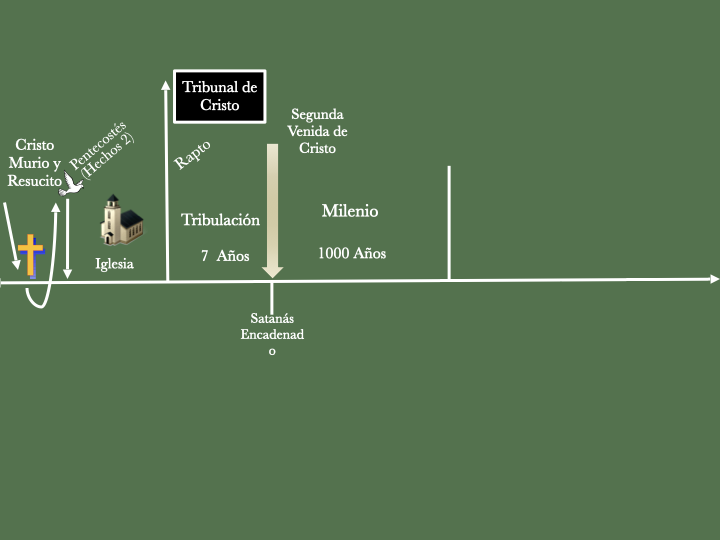 Tribunal de
Cristo
Segunda
Venida de
Cristo
Cristo
Murio y
Resucito
Pentecostés
(Hechos 2)
Rapto
Tribulación
7 Años
Milenio
1000 Años
Iglesia
Satanás
Encadenad
o